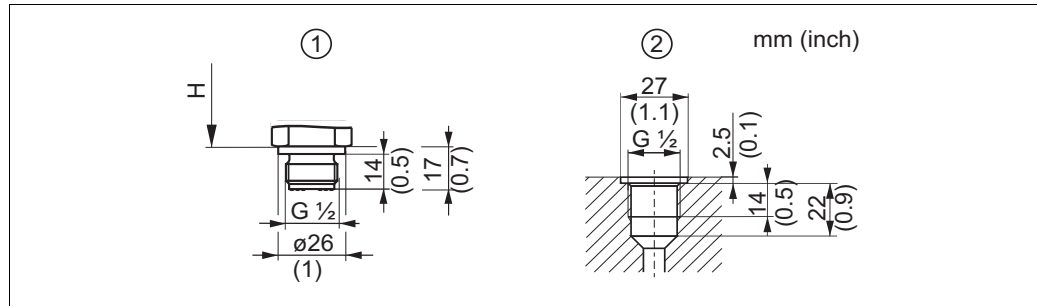 ① ② mm (inch)
H
14
(0.5)
17
(0.7)
G ½
ø26
(1)
27
(1.1)
G ½
2.5
(0.1)
14
(0.5)
22
(0.9)